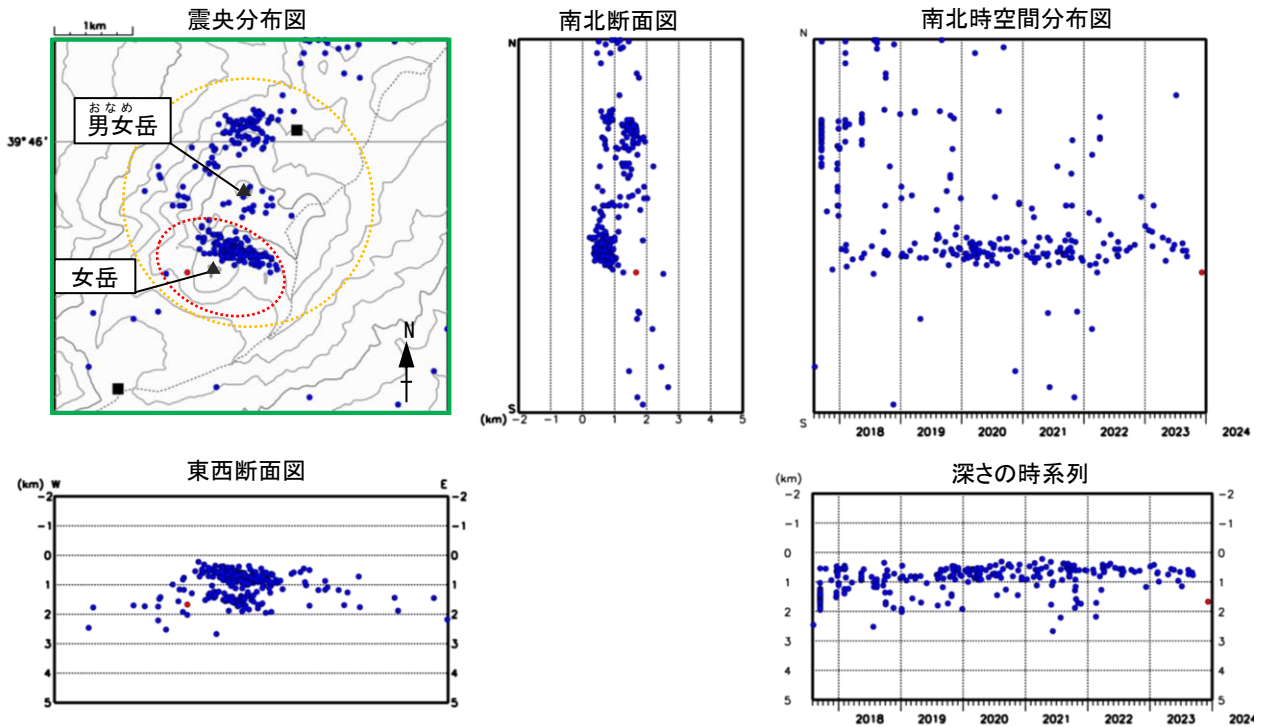 震央分布図
1km
39°46'
おなめ
男女岳
女岳
N
南北断面図
N
S
(km) -2 -1 0 1 2 3 4 5
南北時空間分布図
N
S
2018 2019 2020 2021 2022 2023 2024
東西断面図
(km) W E
-2 -2
-1 -1
0 0
1 1
2 2
3 3
4 4
5 5
深さの時系列
(km)
-2 -2
-1 -1
0 0
1 1
2 2
3 3
4 4
5 5
2018 2019 2020 2021 2022 2023 2024